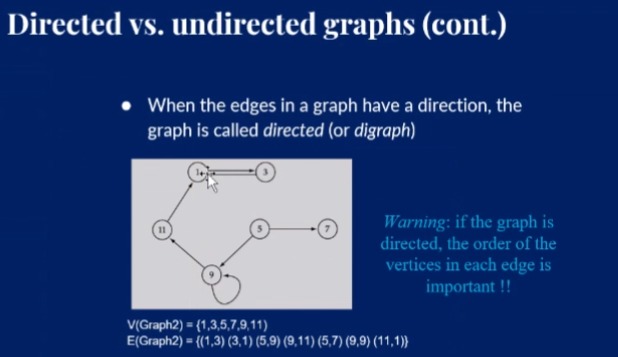 Directed vs. undirected graphs (cont.)
● When the edges in a graph have a direction, the
graph is called directed (or digraph)
1
3
11
5
7
9
Warning: if the graph is
directed, the order of the
vertices in each edge is
important !!
V(Graph2) = {1,3,5,7,9,11)
E(Graph2) = {(1,3) (3,1) (5,9) (9,11) (5,7) (9,9) (11,1)}